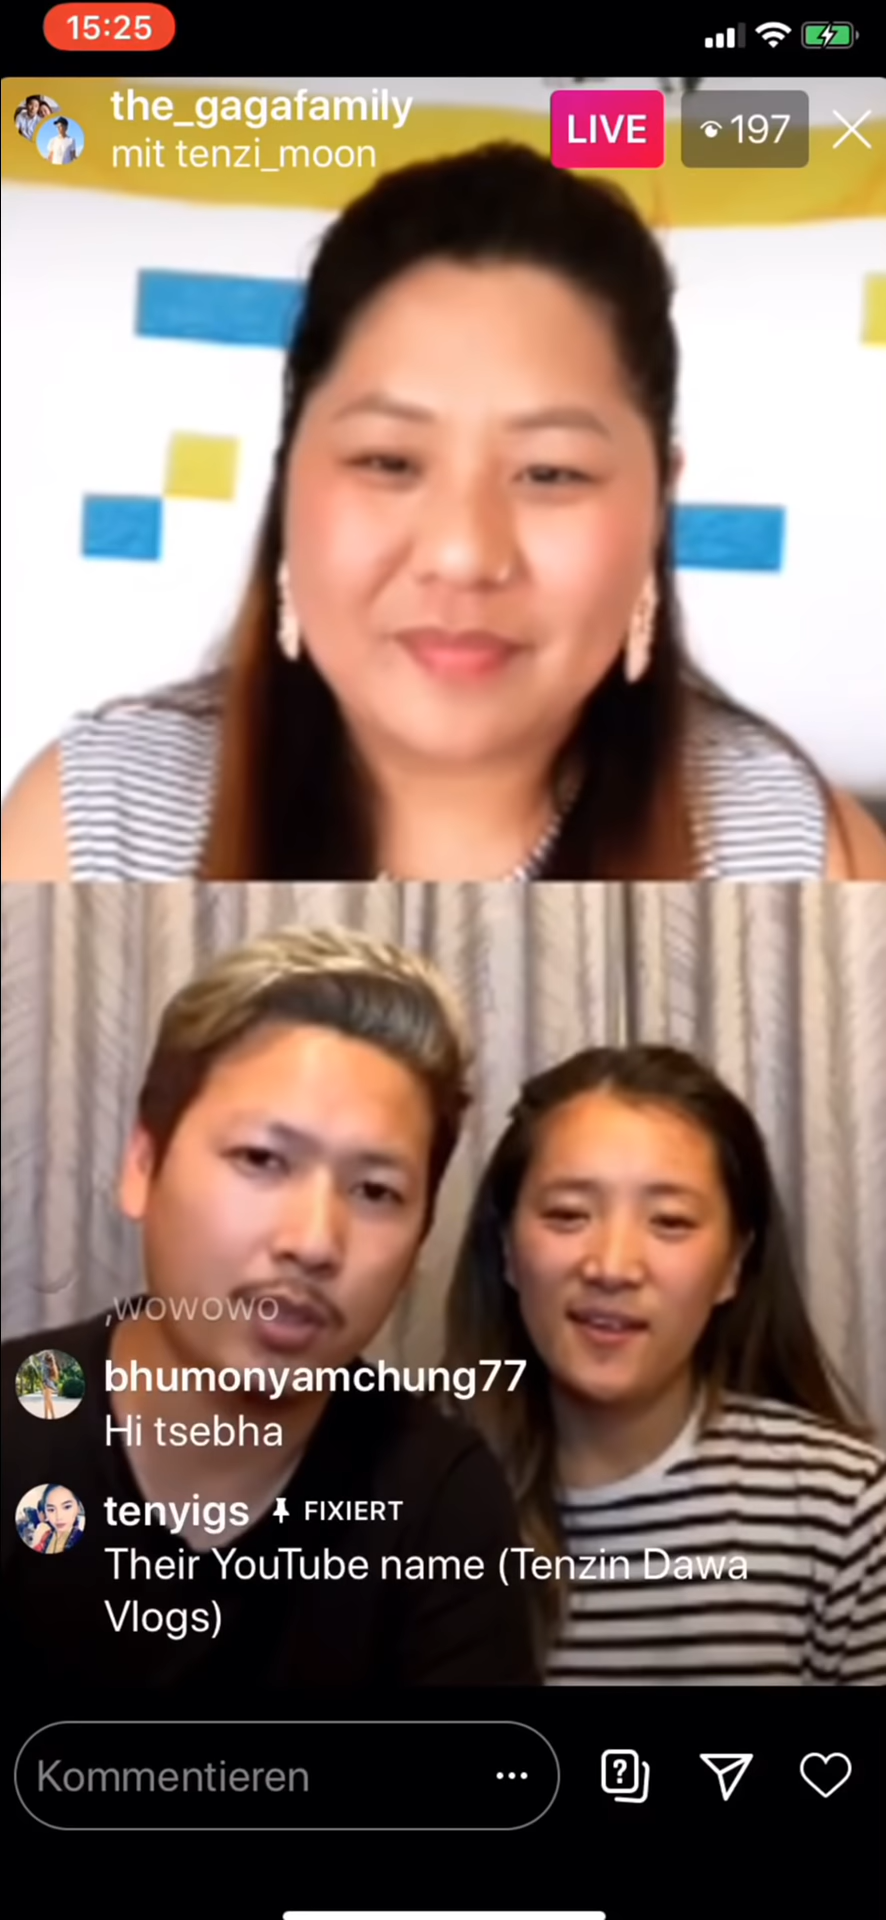 15:25
the_gagafamily
mit tenzi_moon
LIVE
197
,wowowo
bhumonyamchung77
Hi tsebha
tenyigs FIXIERT
Their YouTube name (Tenzin Dawa
Vlogs)
Kommentieren